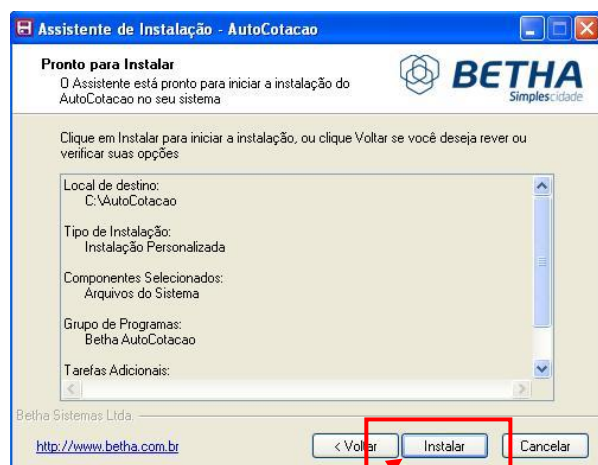 Assistente de Instalação - AutoCotacao
Pronto para Instalar
O Assistente está pronto para iniciar a instalação do
AutoCotacao no seu sistema
BETHA
Simplescidade
Clique em Instalar para iniciar a instalação, ou clique Voltar se você deseja rever ou
verificar suas opções
Local de destino:
C:\AutoCotacao
Tipo de Instalação:
Instalação Personalizada
Componentes Selecionados:
Arquivos do Sistema
Grupo de Programas:
Betha AutoCotacao
Tarefas Adicionais:
Betha Sistemas Ltda.
http://www.betha.com.br
< Voltar
Instalar
Cancelar